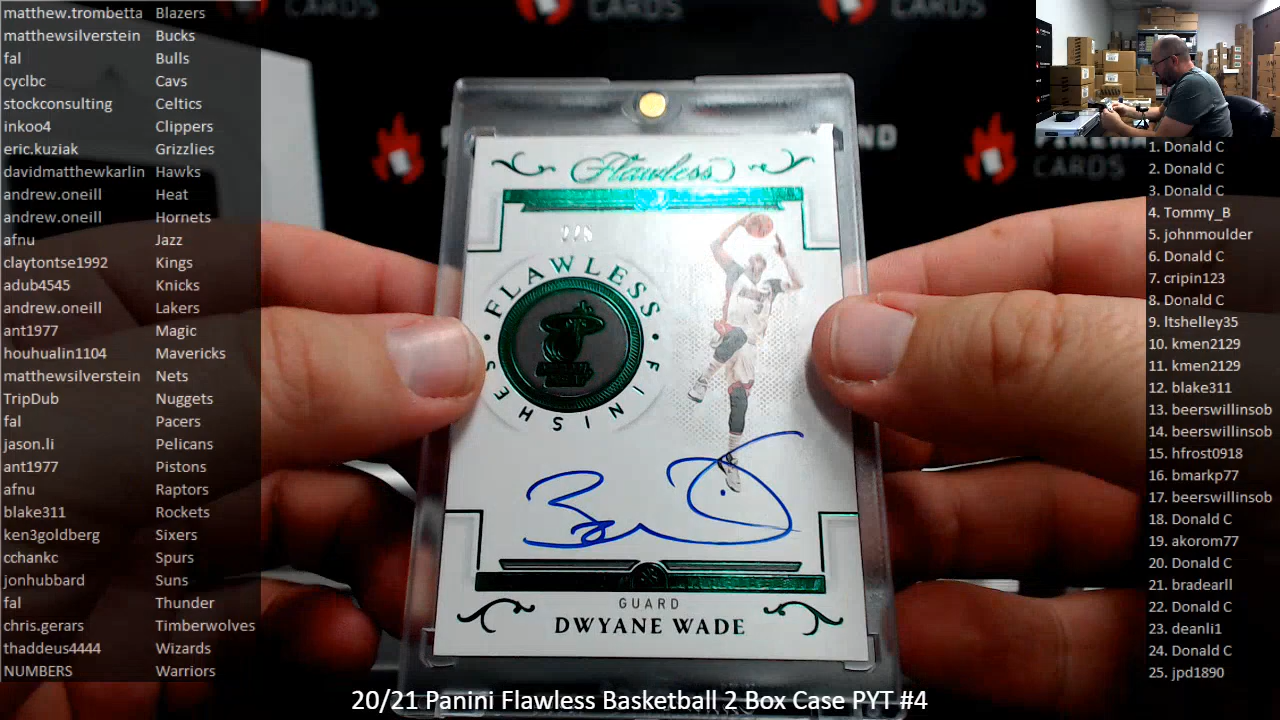 matthew.trombetta Blazers
matthewsilverstein Bucks
fal Bulls
cyclbc Cavs
stockconsulting Celtics
inkoo4 Clippers
eric.kuziak Grizzlies
davidmatthewkarlin Hawks
andrew.oneill Heat
andrew.oneill Hornets
afnu Jazz
claytontse1992 Kings
adub4545 Knicks
andrew.oneill Lakers
ant1977 Magic
houhualin1104 Mavericks
matthewsilverstein Nets
TripDub Nuggets
fal Pacers
jason.li Pelicans
ant1977 Pistons
afnu Raptors
blake311 Rockets
ken3goldberg Sixers
cchankc Spurs
jonhubbard Suns
fal Thunder
chris.gerars Timberwolves
thaddeus4444 Wizards
NUMBERS Warriors
CARDS
CARDS
CARDS
CARDS
Flawless
FLAWLESS
FINISHES
GUARD
DWYANE WADE
1. Donald C
2. Donald C
3. Donald C
4. Tommy_B
5. johnmoulder
6. Donald C
7. cripin123
8. Donald C
9. ltshelley35
10. kmen2129
11. kmen2129
12. blake311
13. beerswillinsob
14. beerswillinsob
15. hfrost0918
16. bmarkp77
17. beerswillinsob
18. Donald C
19. akorom77
20. Donald C
21. bradearll
22. Donald C
23. deanli1
24. Donald C
25. jpd1890
20/21 Panini Flawless Basketball 2 Box Case PYT #4